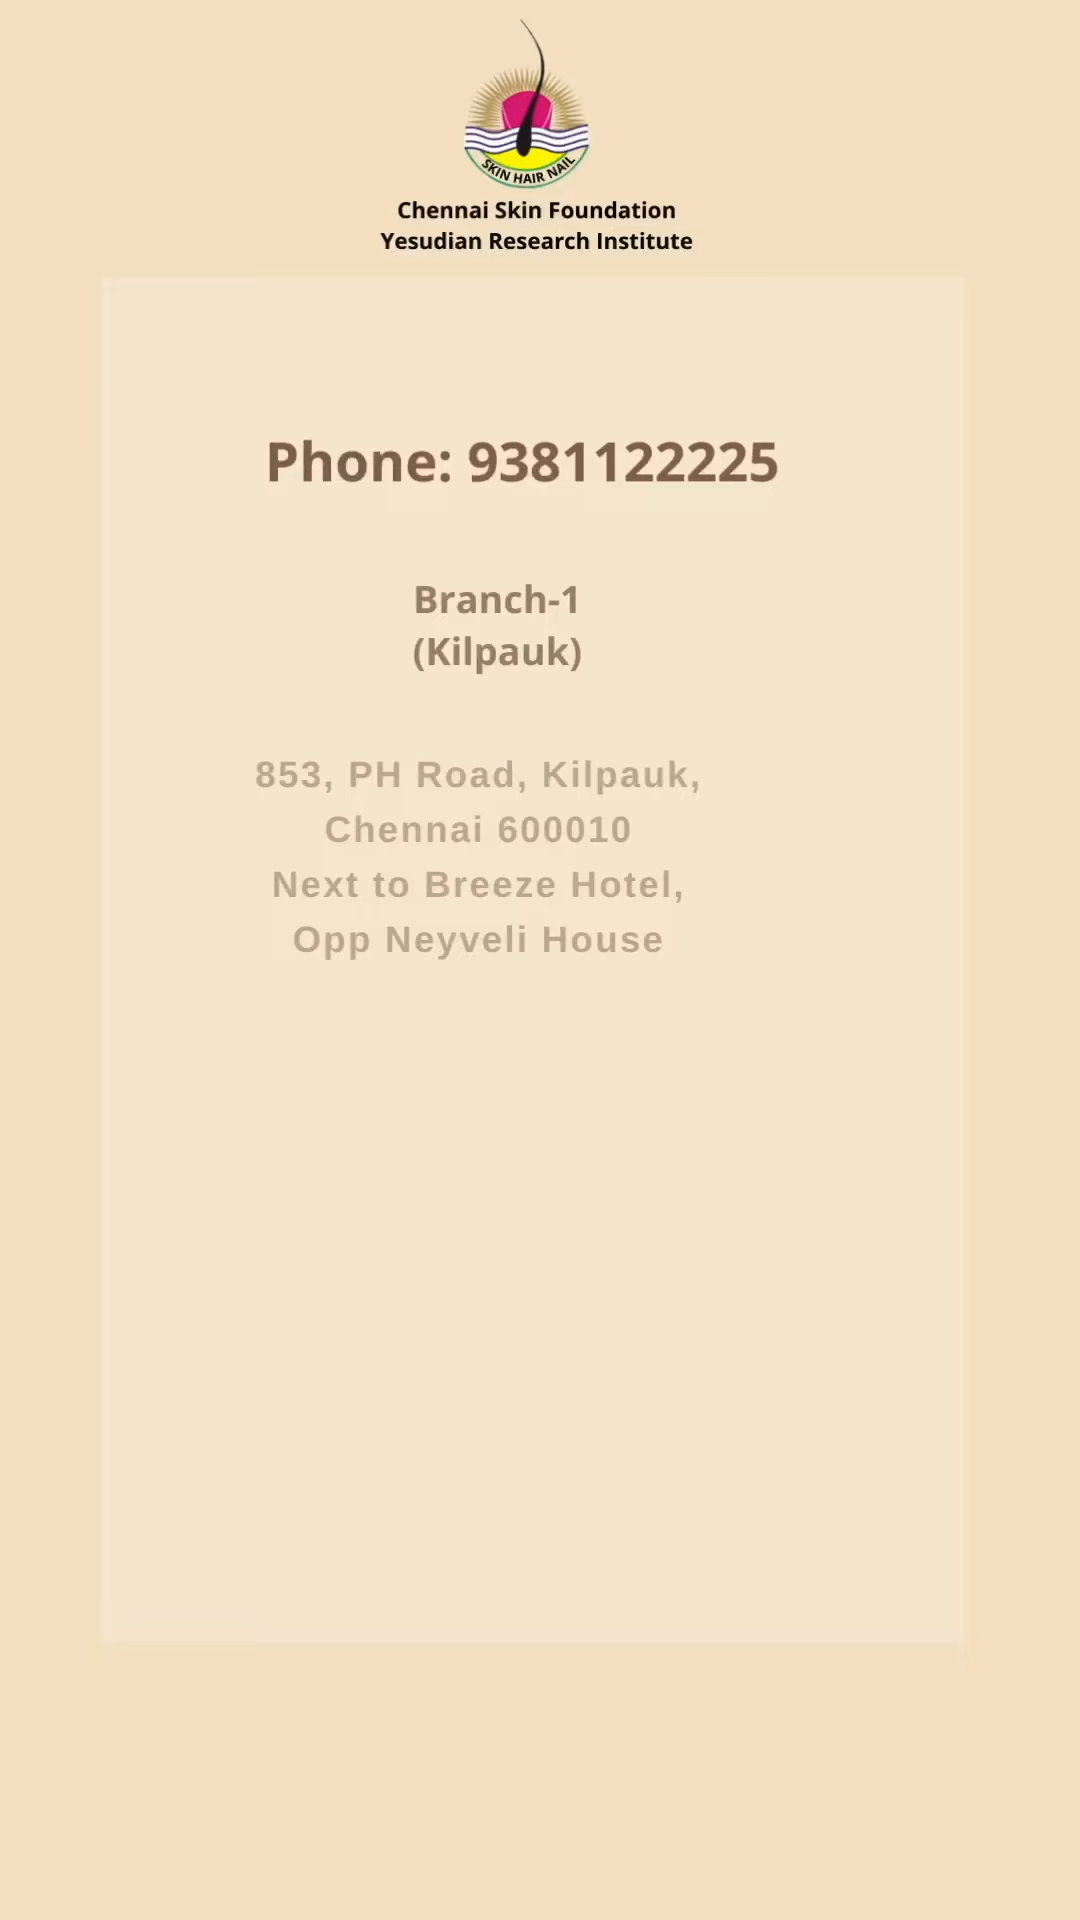 SKIN HAIR NAIL
Chennai Skin Foundation
Yesudian Research Institute
Phone: 9381122225
Branch-1
(Kilpauk)
853, PH Road, Kilpauk,
Chennai 600010
Next to Breeze Hotel,
Opp Neyveli House